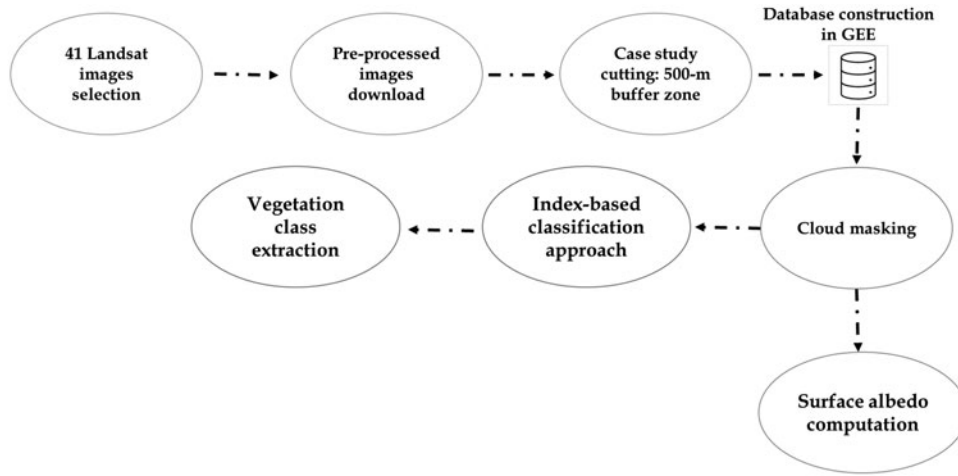 41 Landsat
images
selection
Pre-processed
images
download
Case study
cutting: 500-m
buffer zone
Database construction
in GEE
Vegetation
class
extraction
Index-based
classification
approach
Cloud masking
Surface albedo
computation